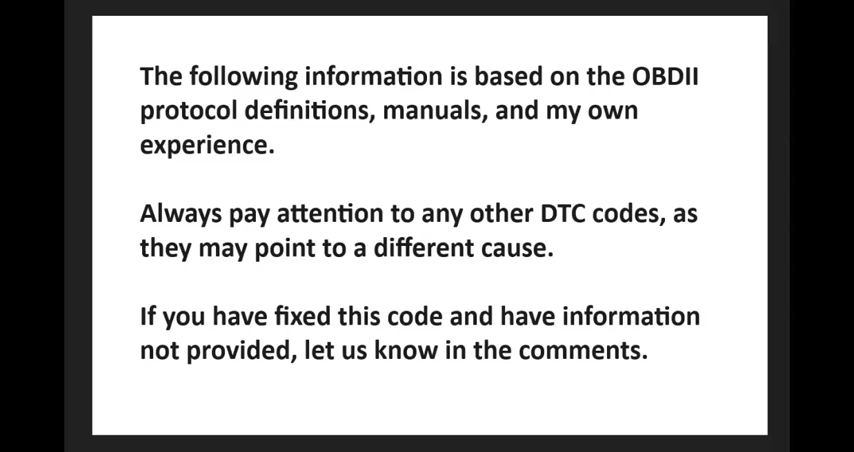 The following information is based on the OBDII
protocol definitions, manuals, and my own
experience.
Always pay attention to any other DTC codes, as
they may point to a different cause.
If you have fixed this code and have information
not provided, let us know in the comments.